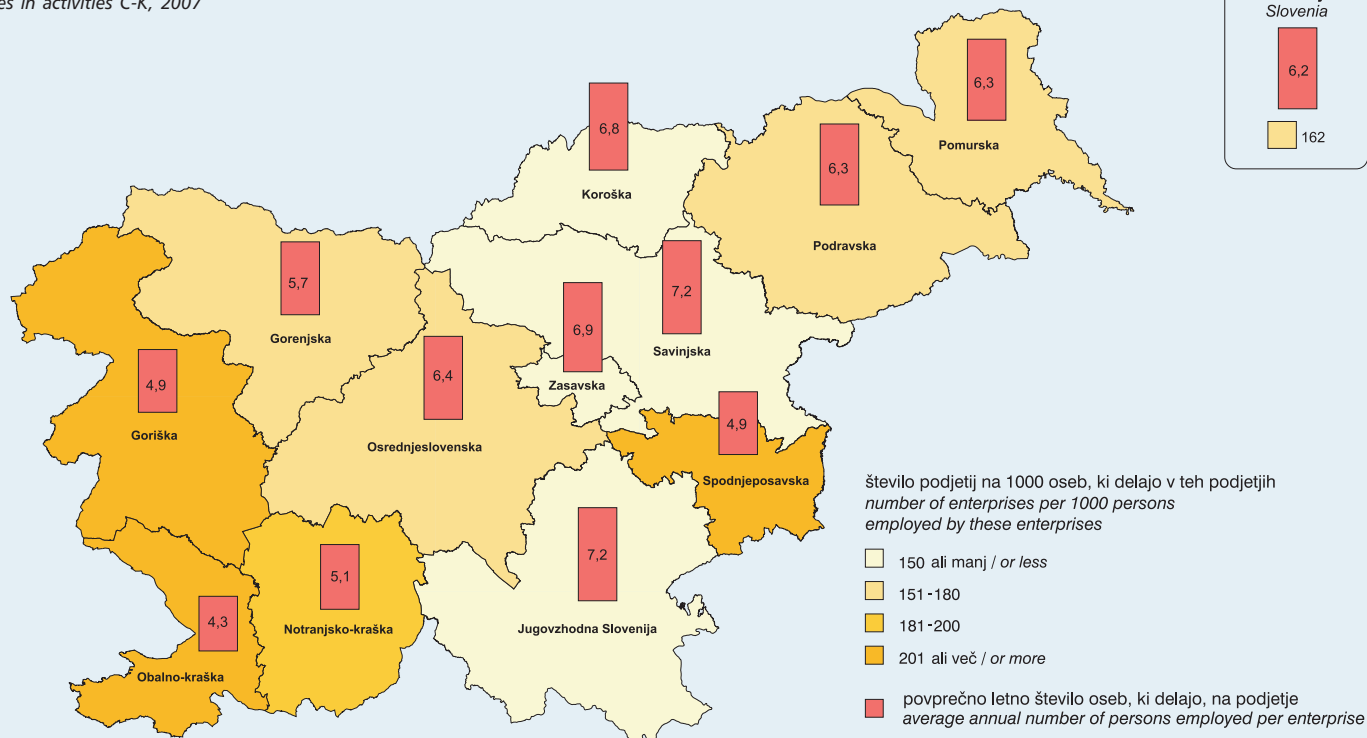 es in activities C-K, 2007
Slovenia
6,2
162
6,3
Pomurska
6,8
Koroška
6,3
Podravska
5,7
Gorenjska
7,2
Savinjska
6,9
Zasavska
6,4
Osrednjeslovenska
4,9
Goriška
4,9
Spodnjeposavska
7,2
Jugovzhodna Slovenija
5,1
Notranjsko-kraška
4,3
Obalno-kraška
število podjetij na 1000 oseb, ki delajo v teh podjetjih
number of enterprises per 1000 persons
employed by these enterprises
150 ali manj / or less
151-180
181-200
201 ali več / or more
povprečno letno število oseb, ki delajo, na podjetje
average annual number of persons employed per enterprise